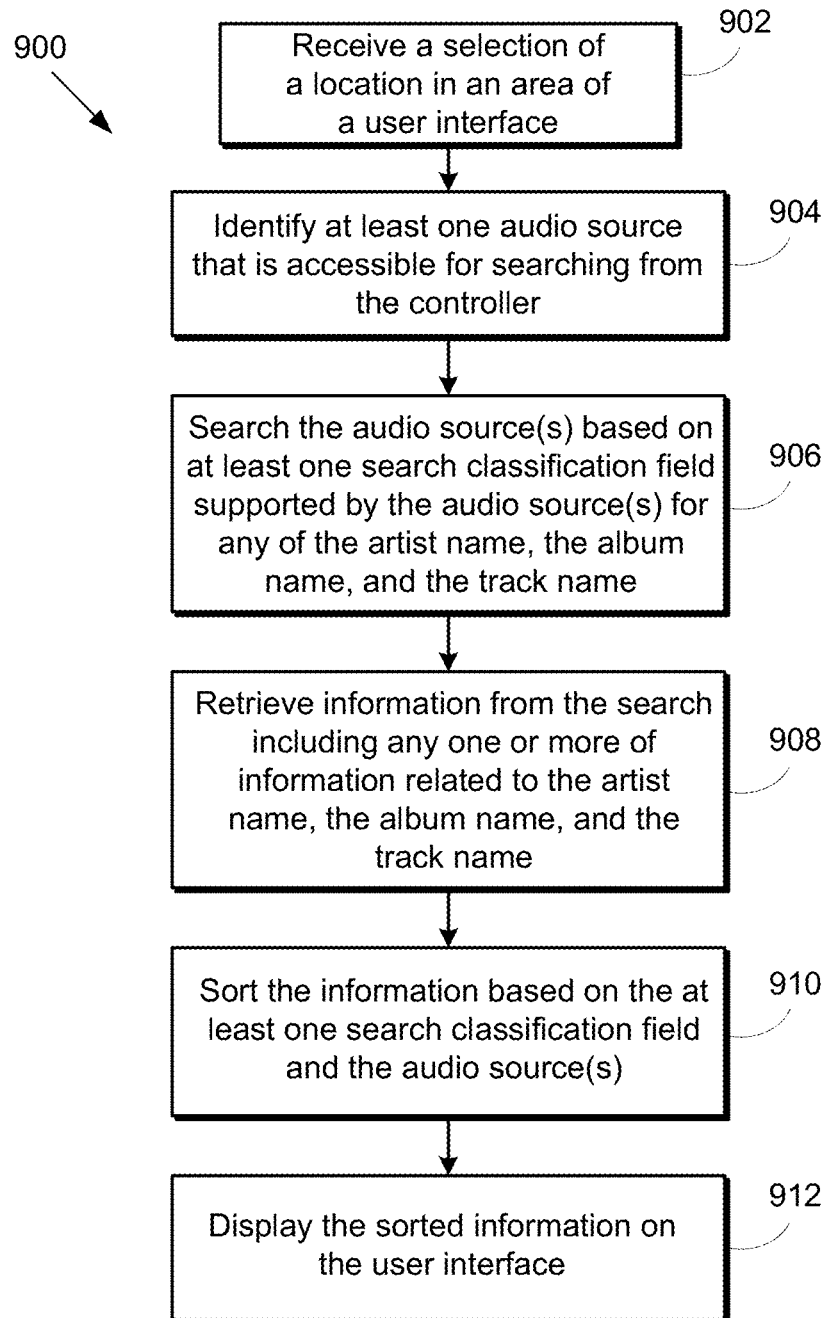 900
902
Receive a selection of
a location in an area of
a user interface
904
Identify at least one audio source
that is accessible for searching from
the controller
906
Search the audio source(s) based on
at least one search classification field
supported by the audio source(s) for
any of the artist name, the album
name, and the track name
908
Retrieve information from the search
including any one or more of
information related to the artist
name, the album name, and the
track name
910
Sort the information based on the at
least one search classification field
and the audio source(s)
912
Display the sorted information on
the user interface